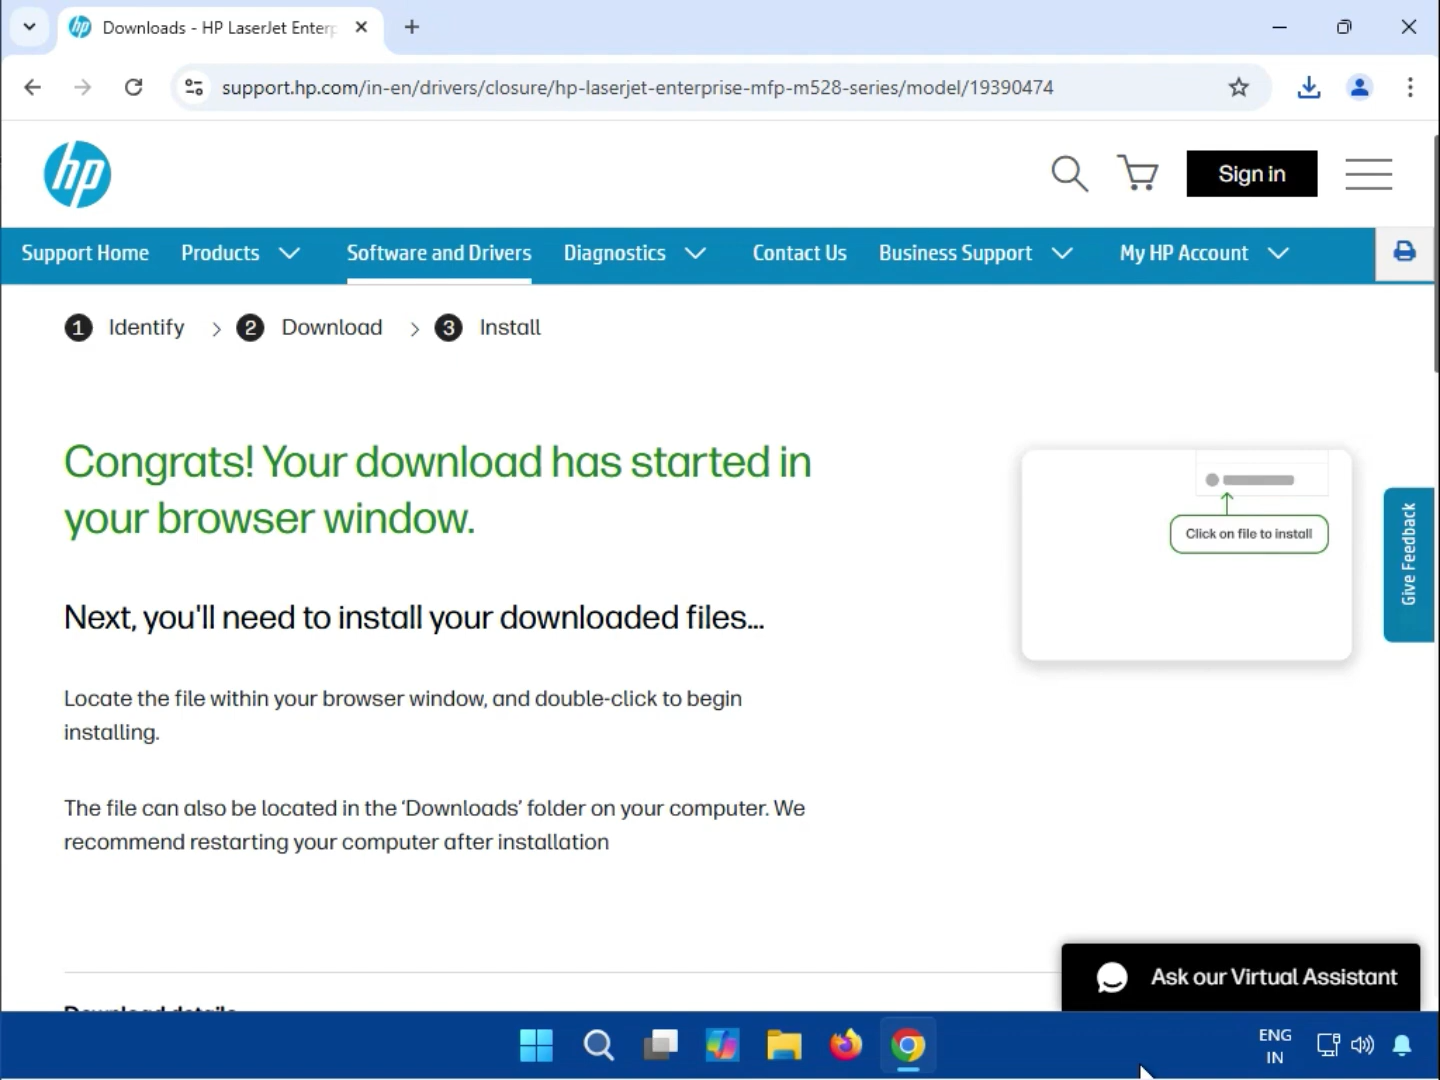 Downloads - HP LaserJet Enterp
support.hp.com/in-en/drivers/closure/hp-laserjet-enterprise-mfp-m528-series/model/19390474
hp
Sign in
Support Home Products Software and Drivers Diagnostics Contact Us Business Support My HP Account
1 Identify 2 Download 3 Install
Congrats! Your download has started in
your browser window.
Click on file to install
Give Feedback
Next, you'll need to install your downloaded files...
Locate the file within your browser window, and double-click to begin
installing.
The file can also be located in the ‘Downloads’ folder on your computer. We
recommend restarting your computer after installation
Ask our Virtual Assistant
Download details
ENG
IN